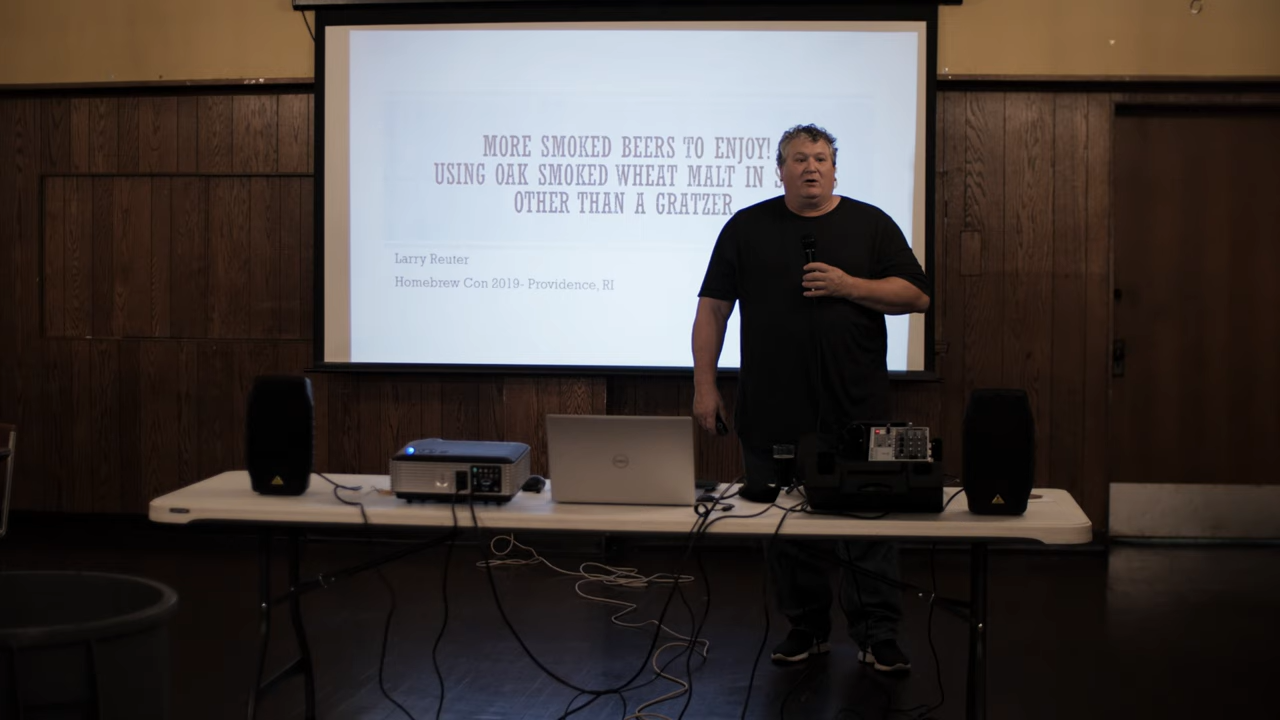 MORE SMOKED BEERS TO ENJOY!
USING OAK SMOKED WHEAT MALT IN
OTHER THAN A GRATZER
Larry Reuter
Homebrew Con 2019- Providence, RI
DELL